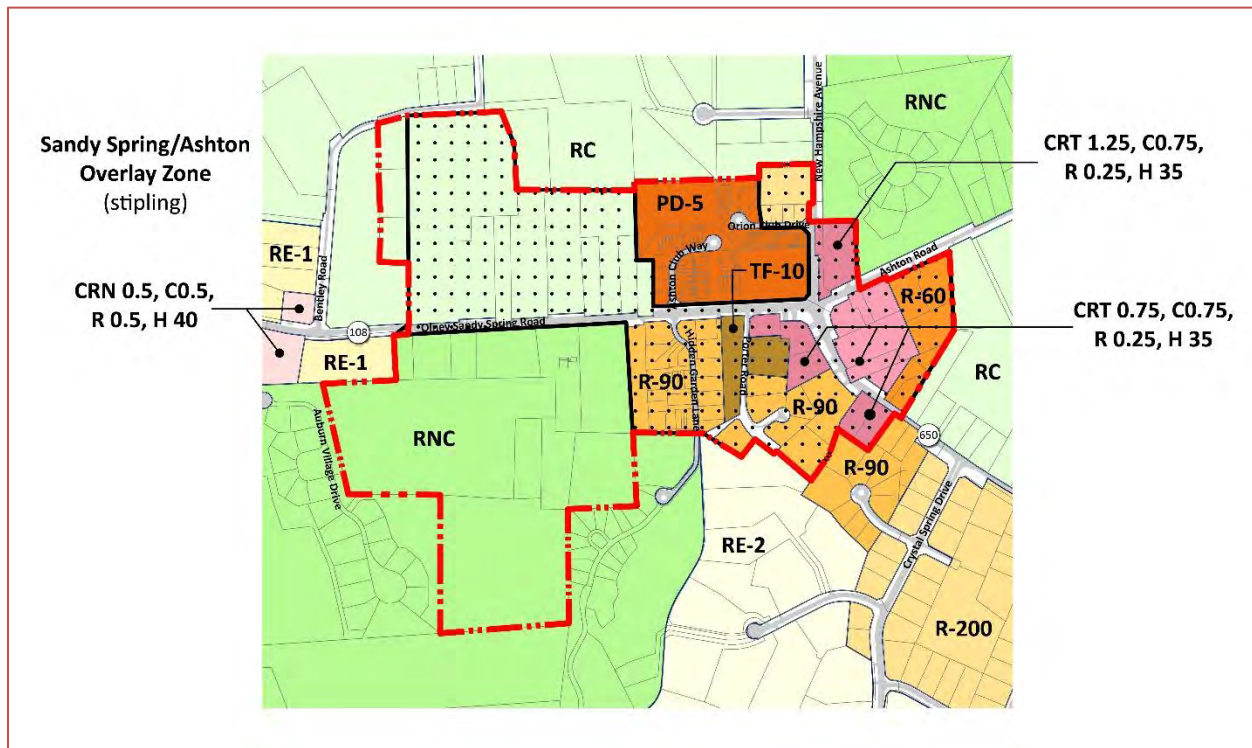 Sandy Spring/Ashton
Overlay Zone
(stipling)
RNC
New Hampshire Avenue
RC
CRT 1.25, C0.75,
R 0.25, H 35
PD-5
Orion Club Drive
Ashton Club Way
TF-10
Ashton Road
RE-1
Bentley Road
R-60
CRN 0.5, C0.5,
R 0.5, H 40
108
Olney-Sandy Spring Road
CRT 0.75, C0.75,
R 0.25, H 35
RE-1
Hidden Garden Lane
Porter Road
R-90
R-90
RC
RNC
Auburn Village Drive
650
R-90
RE-2
Crystal Spring Drive
R-200